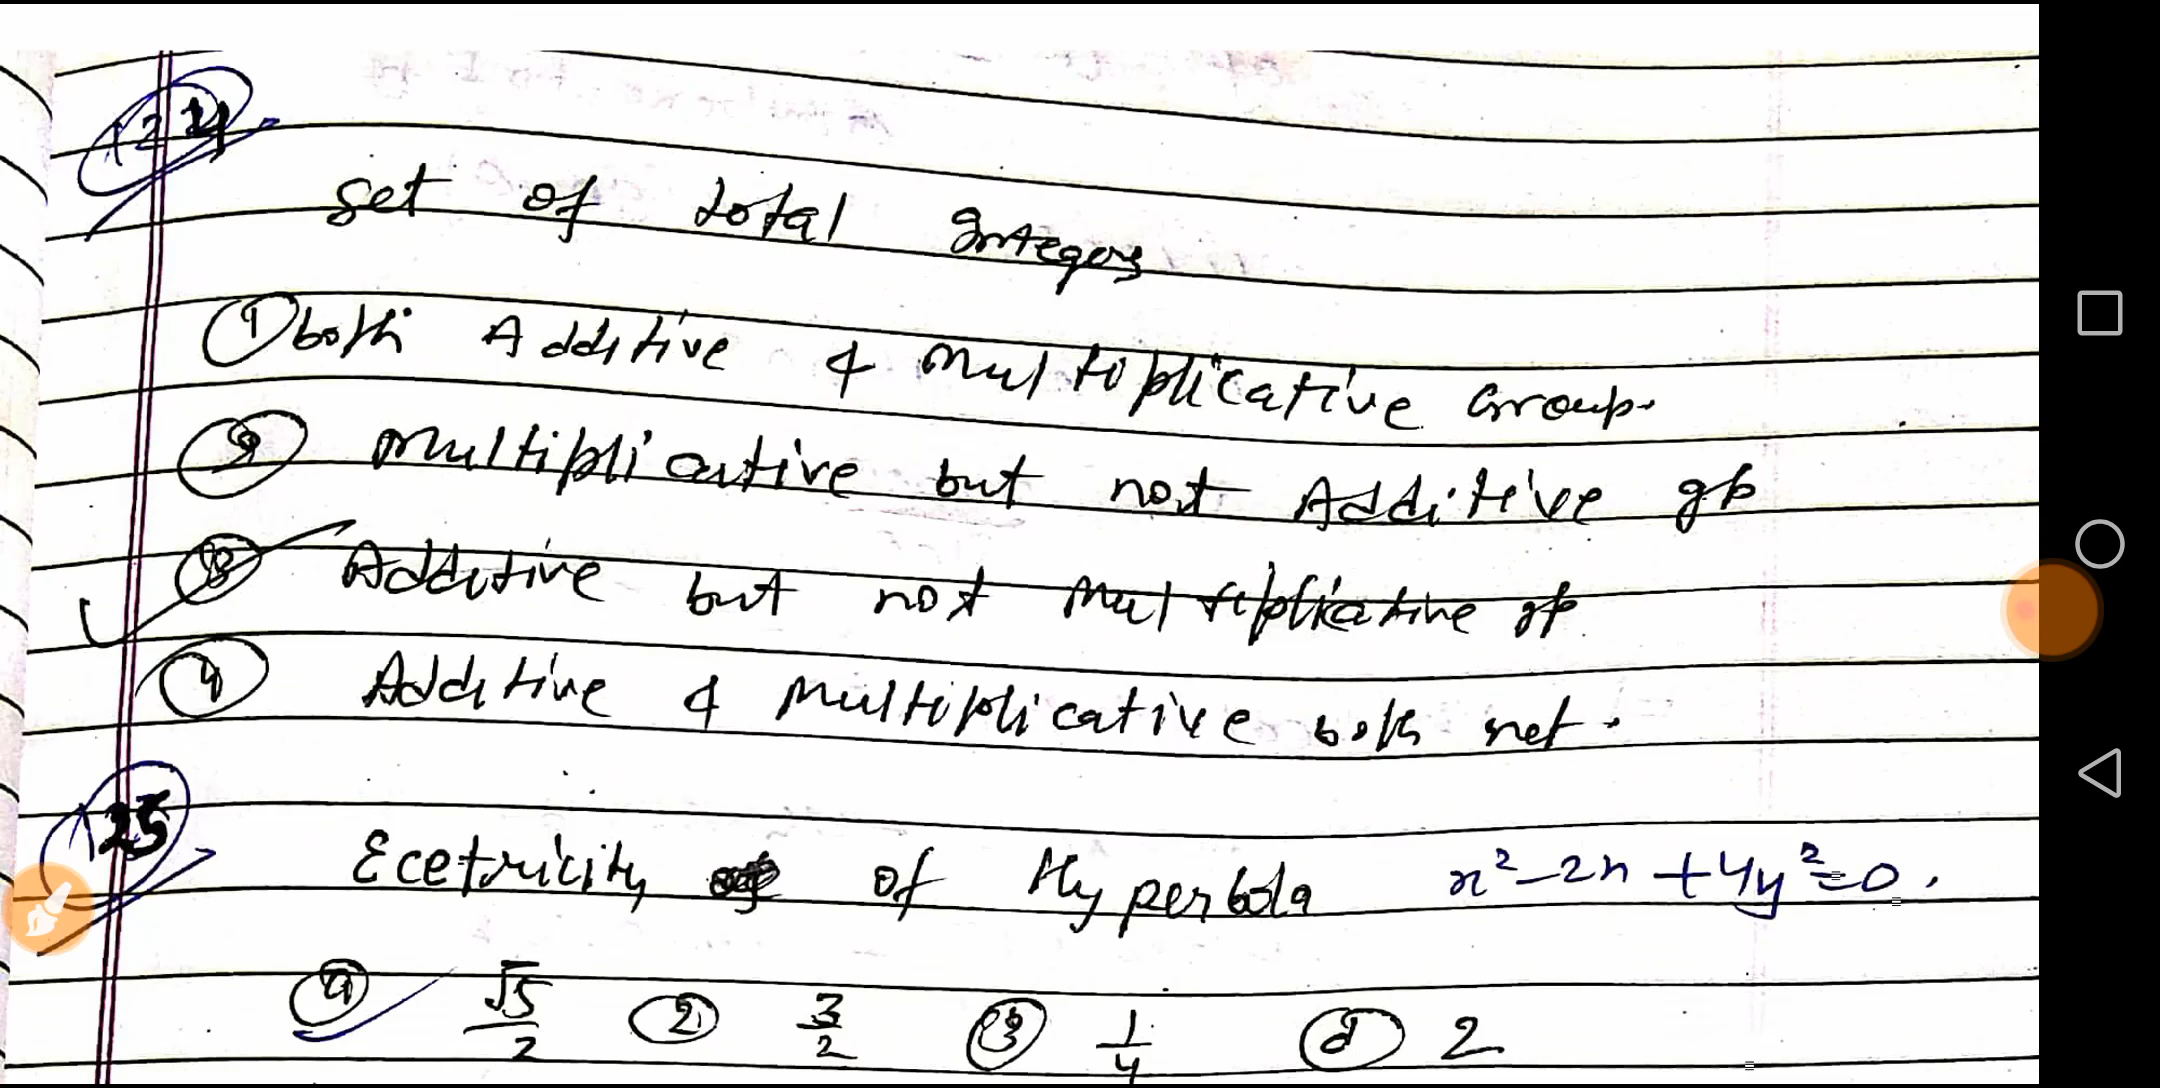 124
Set of total Integers
1 both Additive & Multiplicative Group.
2 Multiplicative but not Additive gp
3 Additive but not Multiplicative gp
4 Additive & Multiplicative both not.
125
Ecetricity of Hyperbola x²-2x+4y²=0.
√5/2 2 3/2 3 1/4 d 2